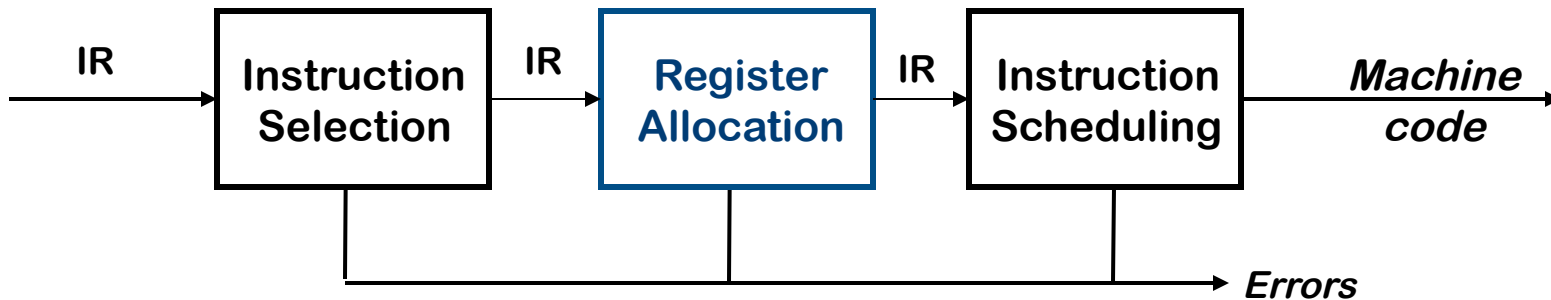 IR
Instruction
Selection
IR
Register
Allocation
IR
Instruction
Scheduling
Machine
code
Errors